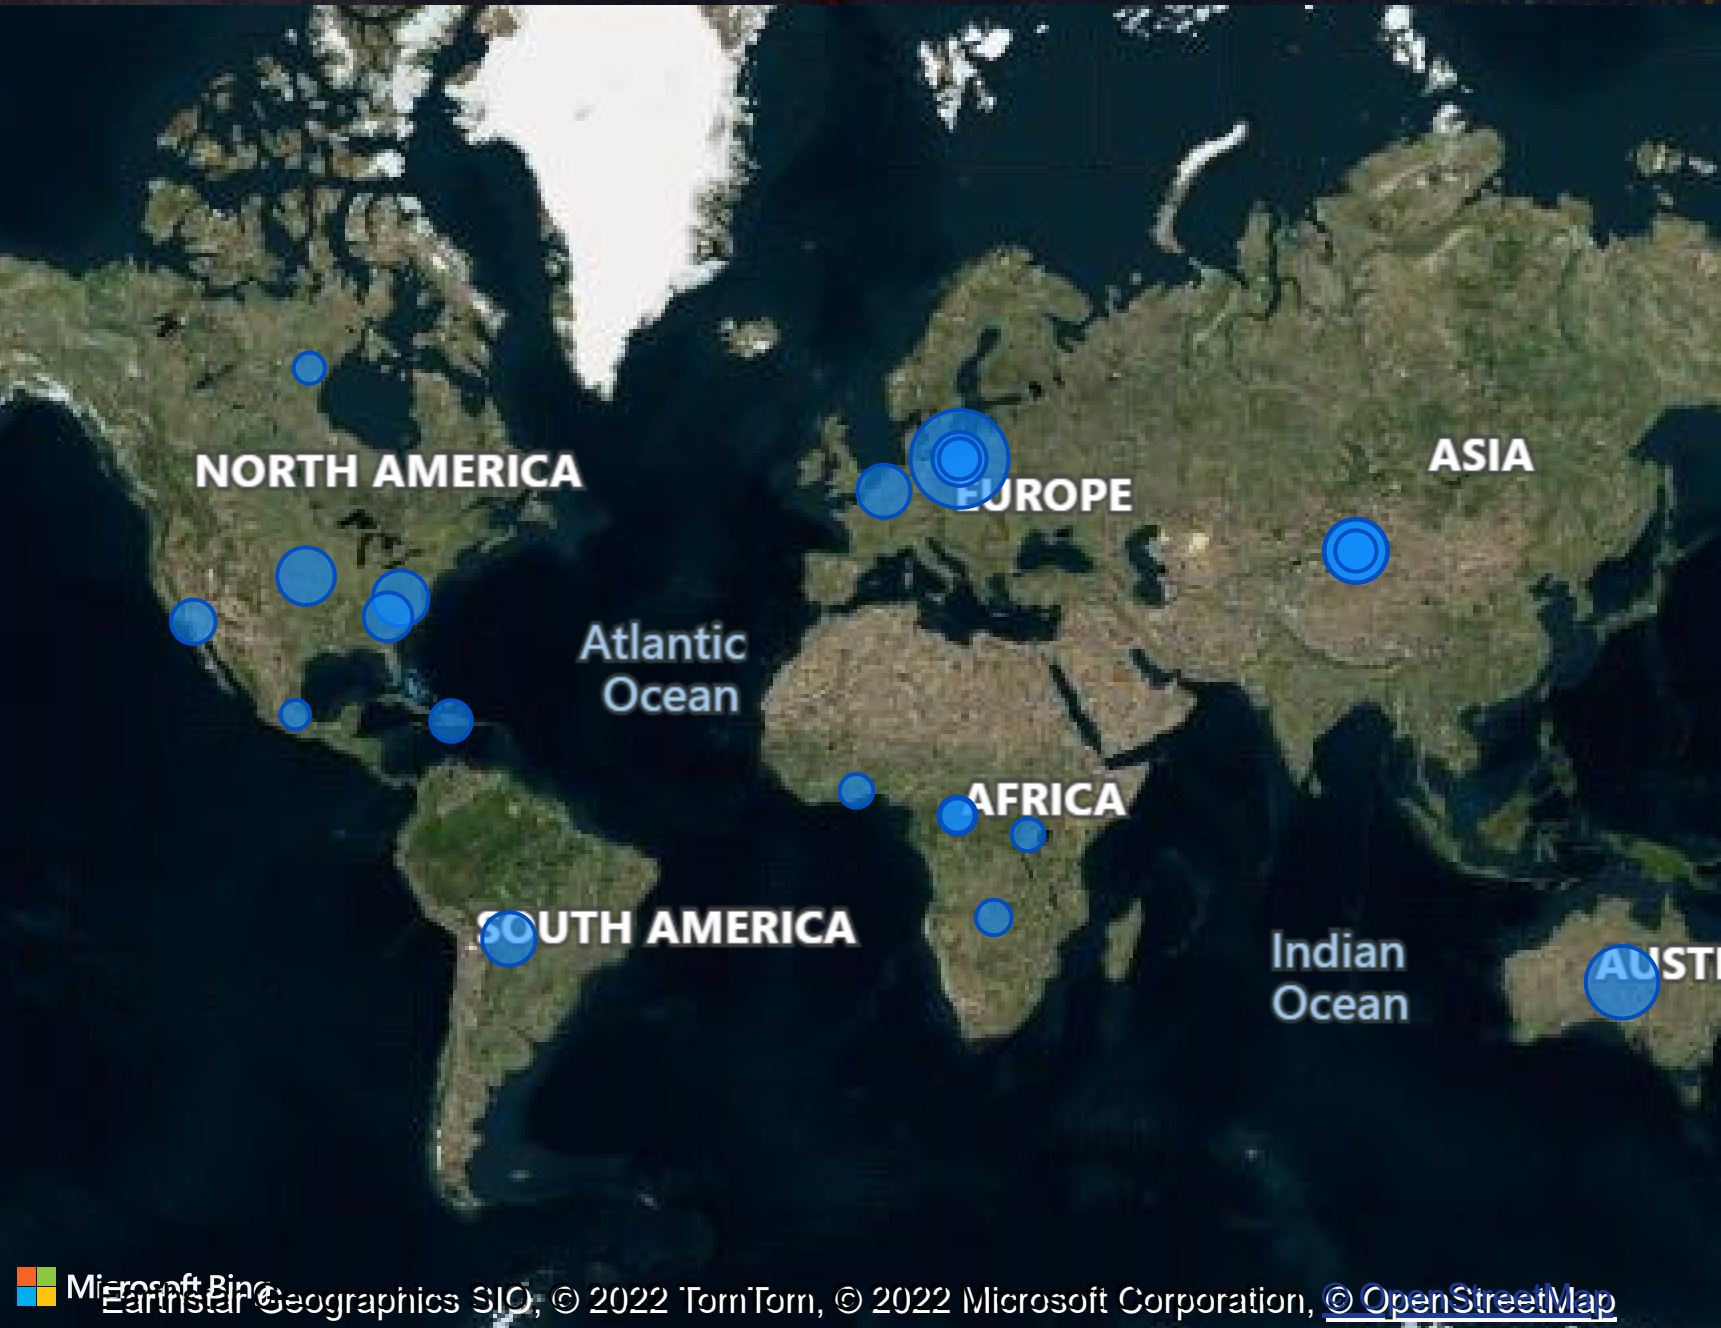 NORTH AMERICA
ASIA
EUROPE
Atlantic
Ocean
AFRICA
SOUTH AMERICA
Indian
Ocean
AUSTR
Microsoft Bing
Earthstar Geographics SIO, © 2022 TomTom, © 2022 Microsoft Corporation, © OpenStreetMap